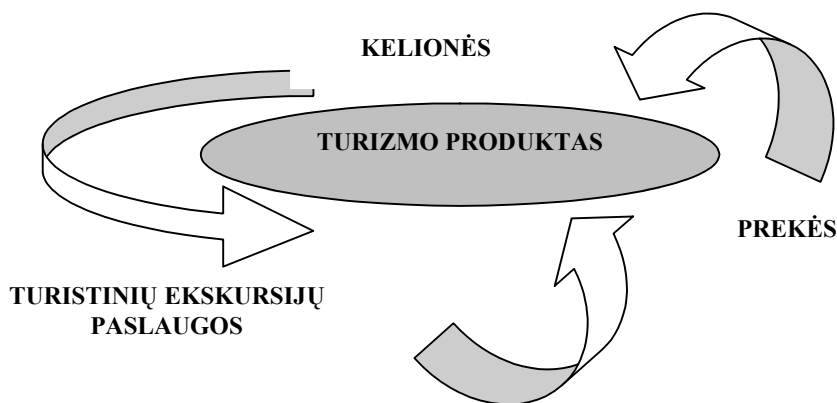 KELIONĖS
TURIZMO PRODUKTAS
PREKĖS
TURISTINIŲ EKSKURSIJŲ
PASLAUGOS